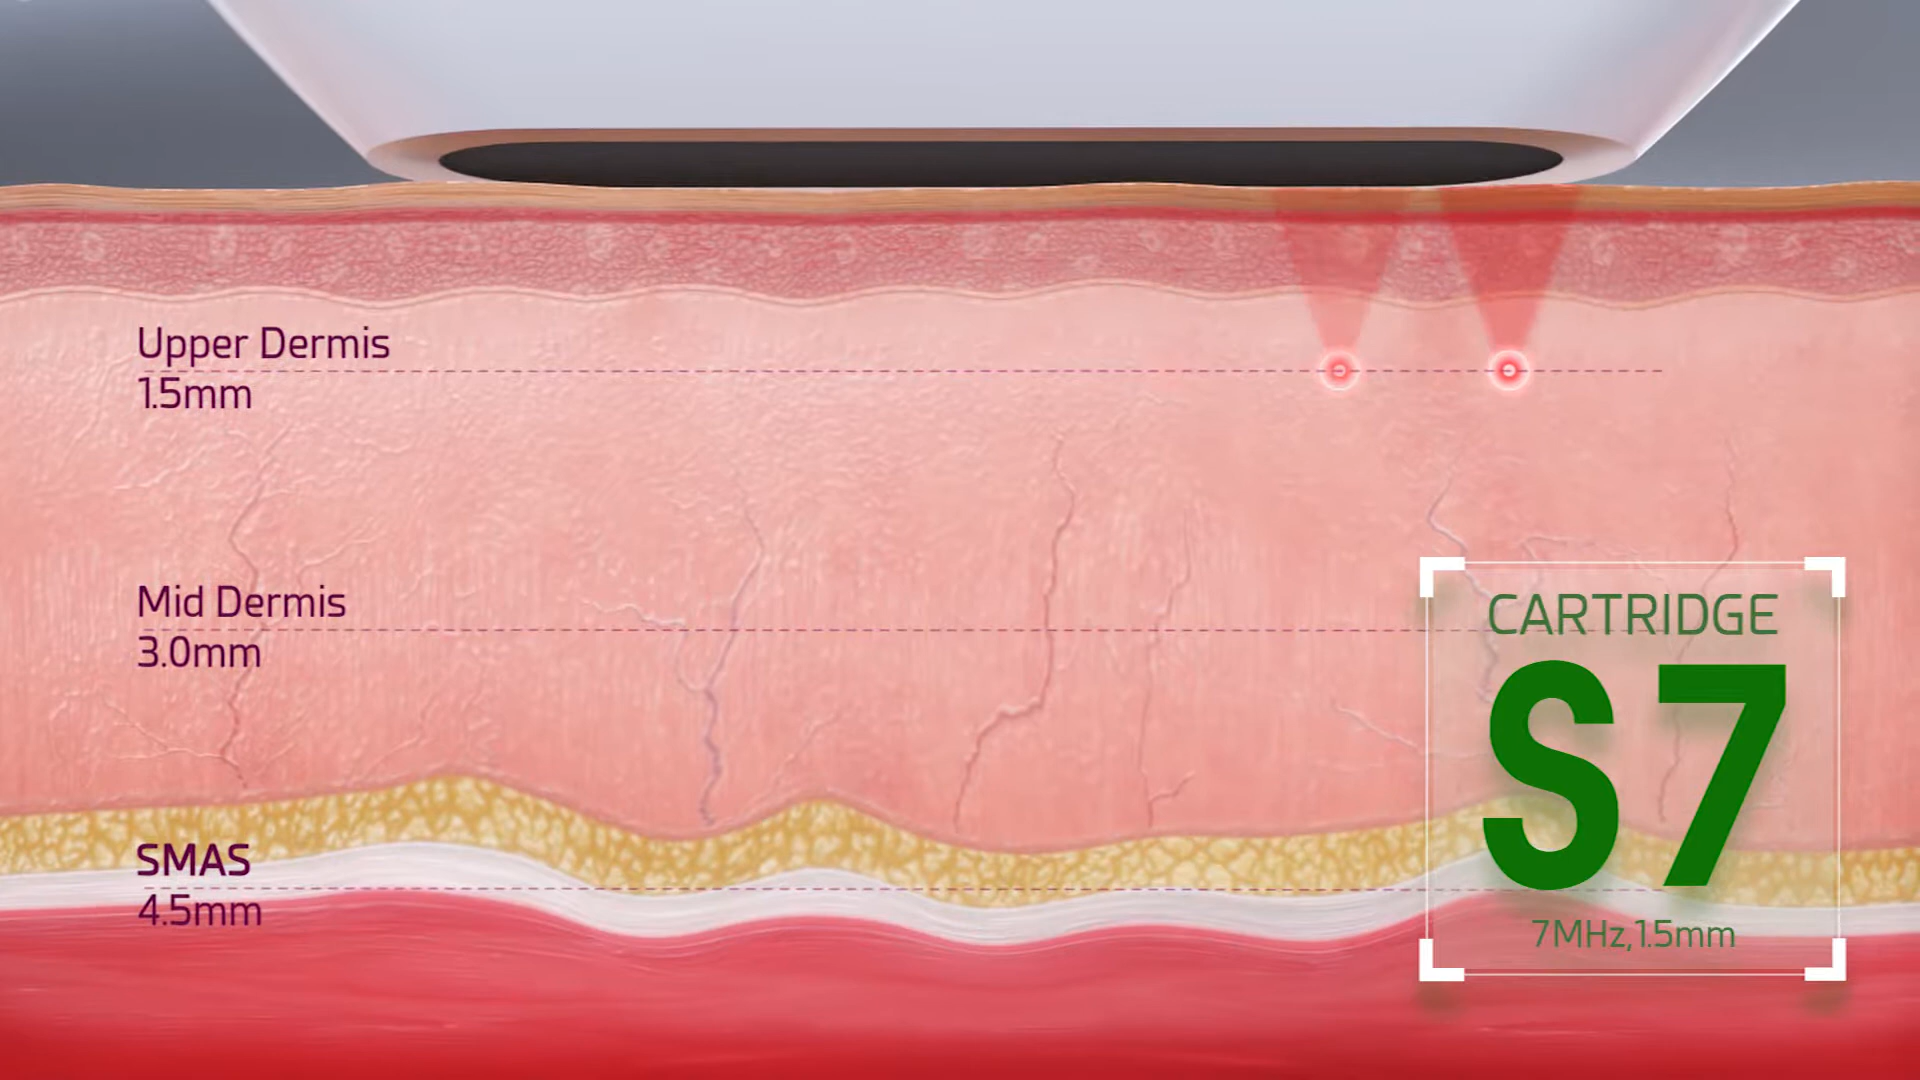 Upper Dermis
1.5mm
Mid Dermis
3.0mm
SMAS
4.5mm
CARTRIDGE
S7
7MHz,1.5mm